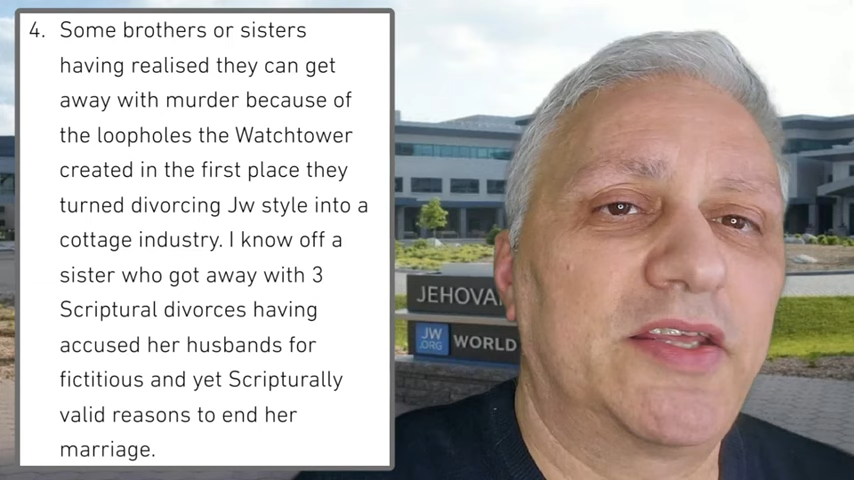 4. Some brothers or sisters
having realised they can get
away with murder because of
the loopholes the Watchtower
created in the first place they
turned divorcing Jw style into a
cottage industry. I know off a
sister who got away with 3
Scriptural divorces having
accused her husbands for
fictitious and yet Scripturally
valid reasons to end her
marriage.
JEHOVA
JW
.ORG
WORLD